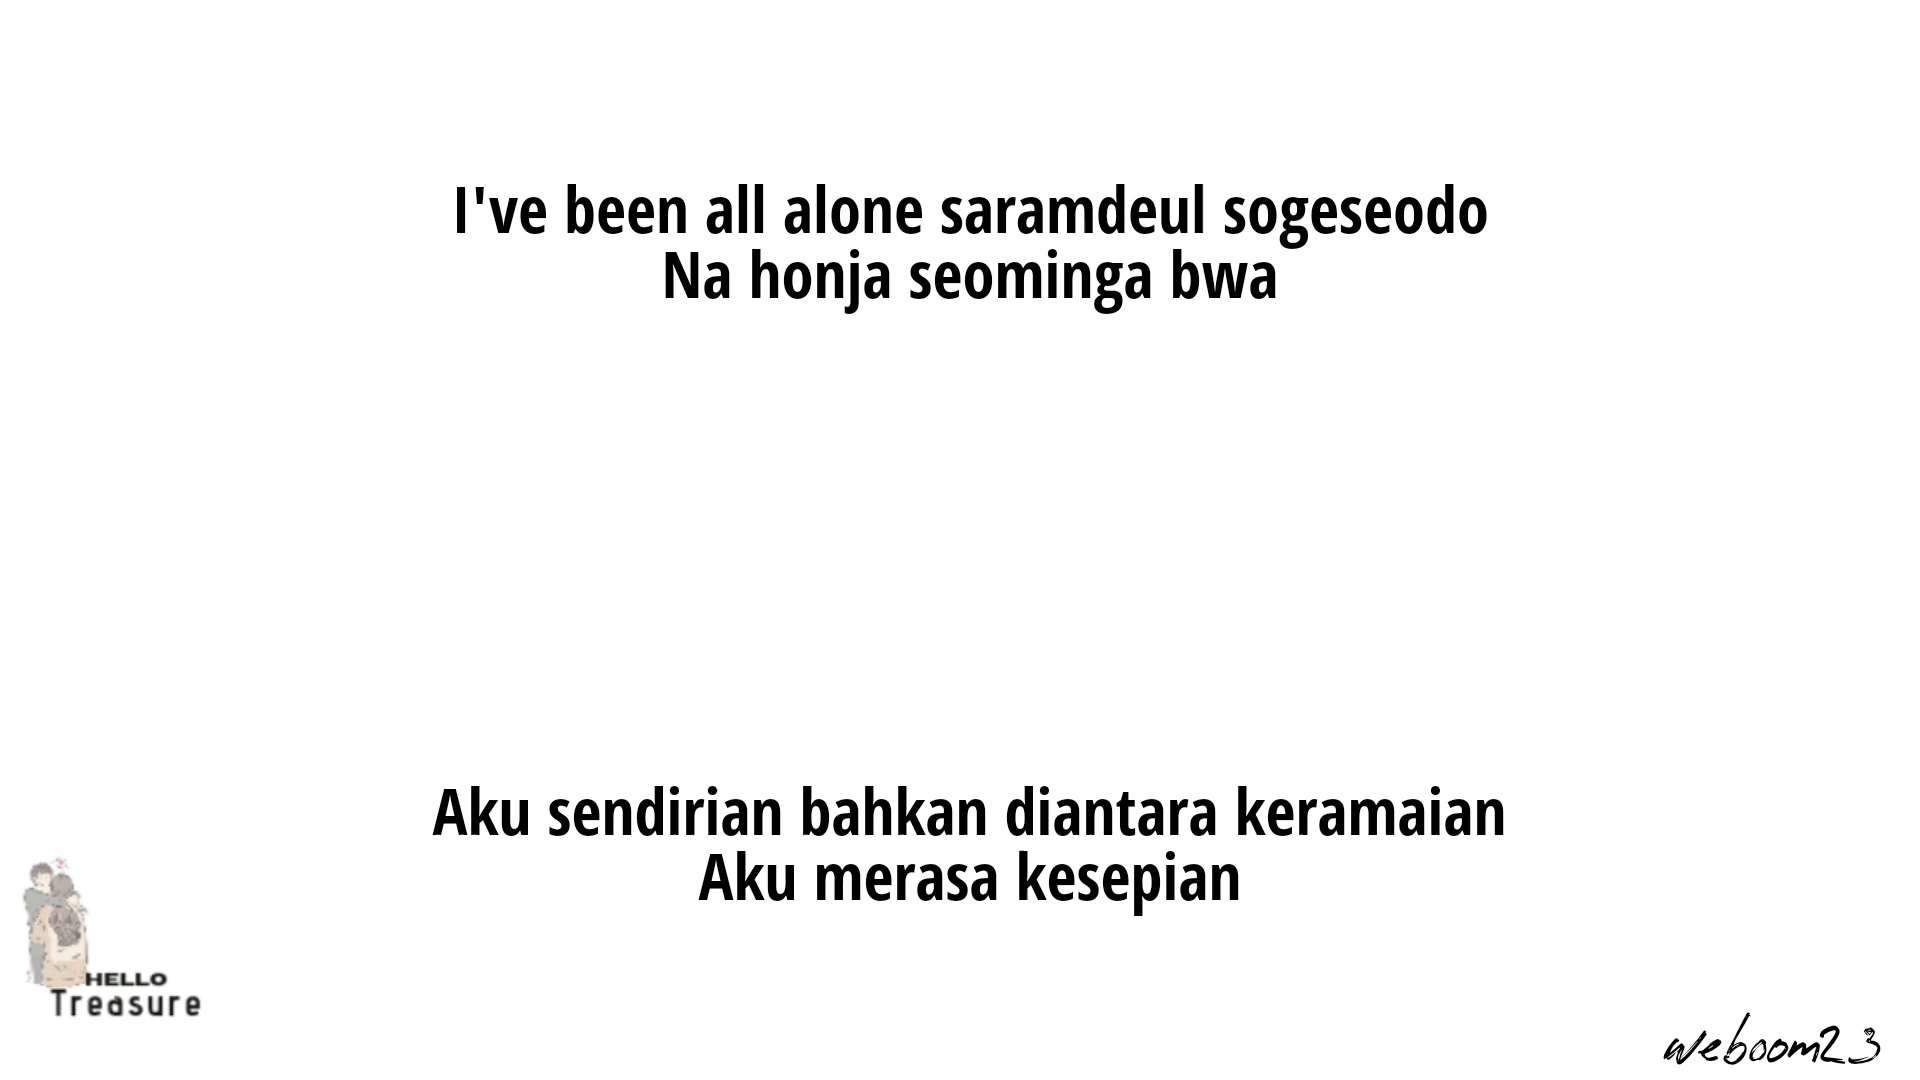 I've been all alone saramdeul sogeseodo
Na honja seominga bwa
Aku sendirian bahkan diantara keramaian
Aku merasa kesepian
HELLO
Treasure
weboom23